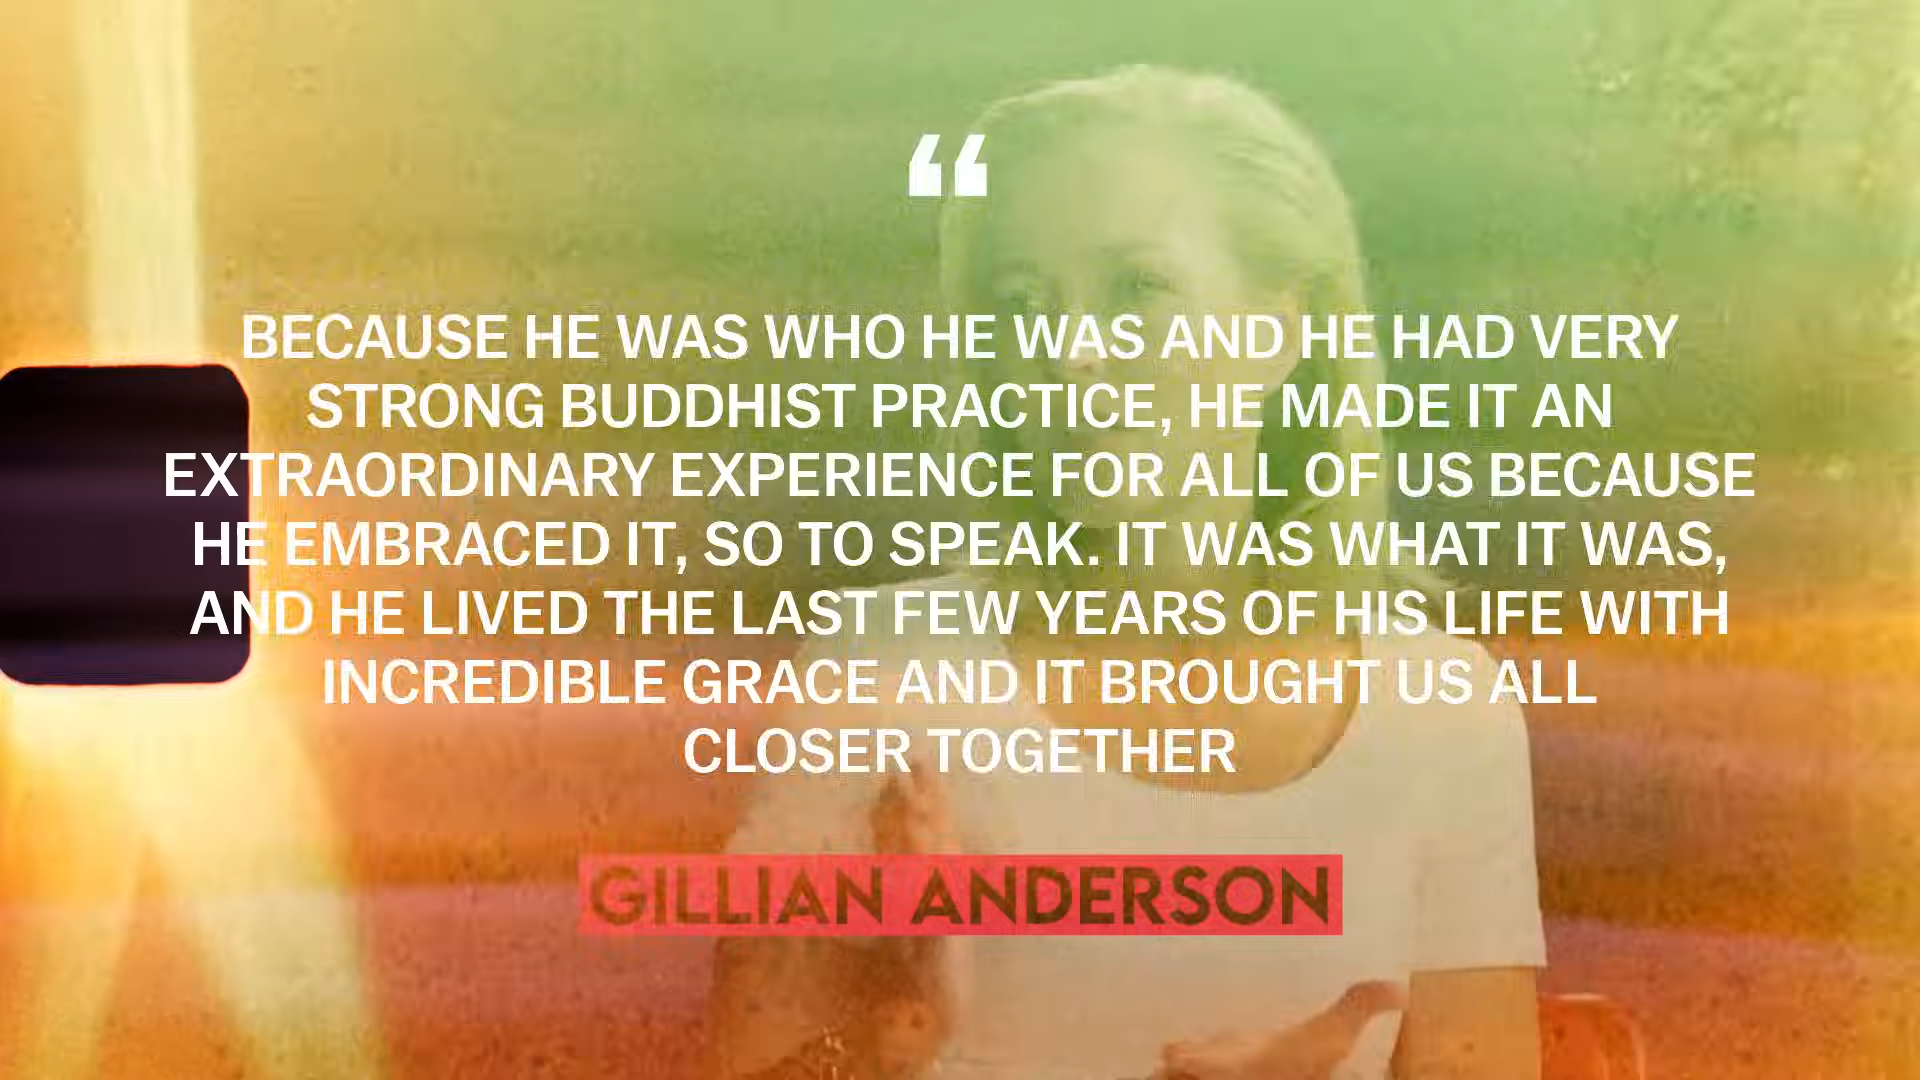 “
BECAUSE HE WAS WHO HE WAS AND HE HAD VERY
STRONG BUDDHIST PRACTICE, HE MADE IT AN
EXTRAORDINARY EXPERIENCE FOR ALL OF US BECAUSE
HE EMBRACED IT, SO TO SPEAK. IT WAS WHAT IT WAS,
AND HE LIVED THE LAST FEW YEARS OF HIS LIFE WITH
INCREDIBLE GRACE AND IT BROUGHT US ALL
CLOSER TOGETHER
GILLIAN ANDERSON